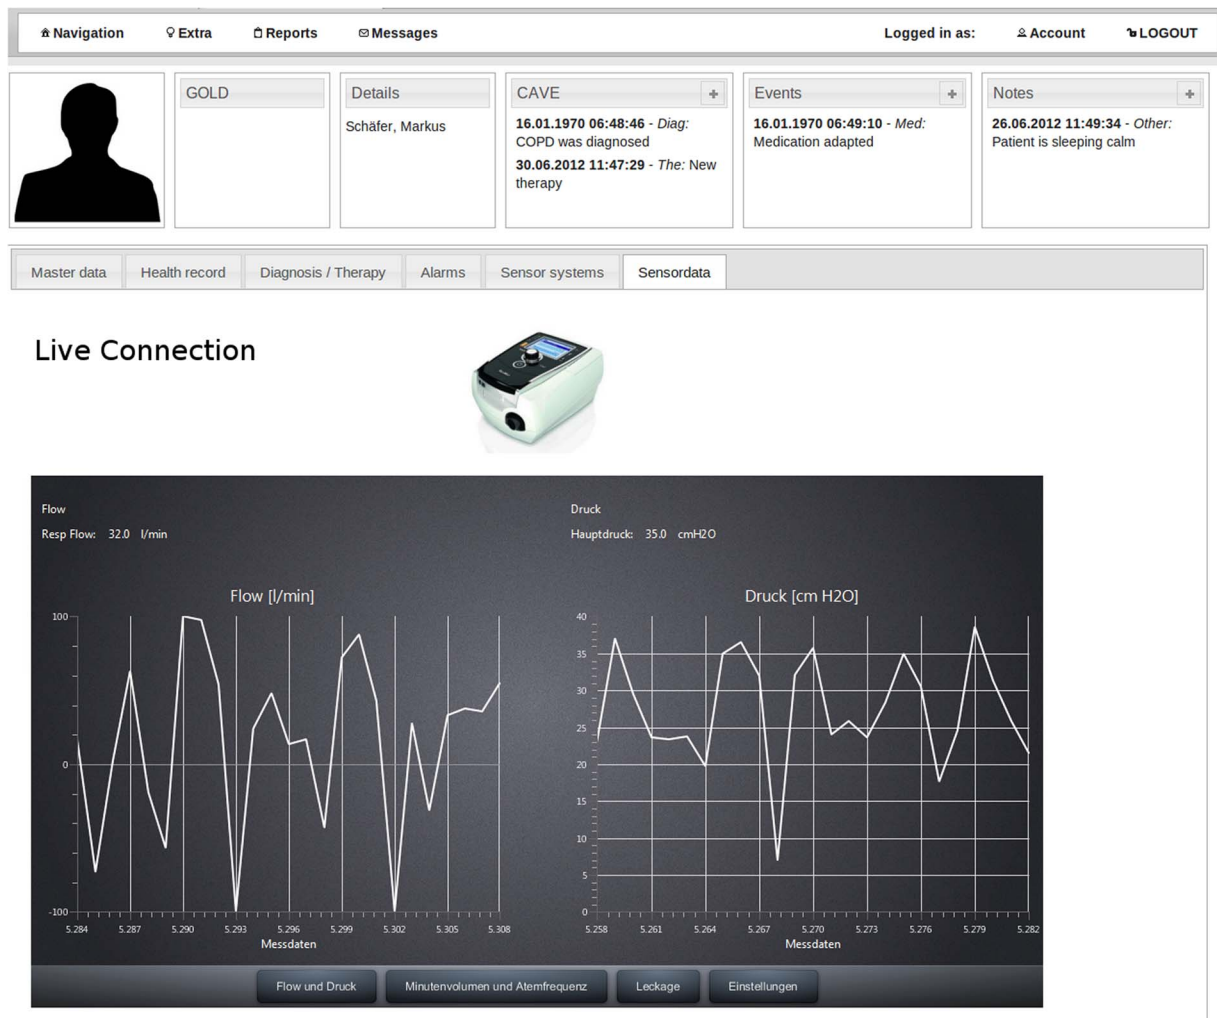 Navigation Extra Reports Messages Logged in as: Account LOGOUT
GOLD
Details
Schäfer, Markus
CAVE +
16.01.1970 06:48:46 - Diag:
COPD was diagnosed
30.06.2012 11:47:29 - The: New
therapy
Events +
16.01.1970 06:49:10 - Med:
Medication adapted
Notes +
26.06.2012 11:49:34 - Other:
Patient is sleeping calm
Master data Health record Diagnosis / Therapy Alarms Sensor systems Sensordata
Live Connection
Flow
Resp Flow: 32.0 l/min
Flow [l/min]
100
0
-100
5.284 5.287 5.290 5.293 5.296 5.299 5.302 5.305 5.308
Messdaten
Druck
Hauptdruck: 35.0 cmH2O
Druck [cm H2O]
40
35
30
25
20
15
10
5
0
5.258 5.261 5.264 5.267 5.270 5.273 5.276 5.279 5.282
Messdaten
Flow und Druck Minutenvolumen und Atemfrequenz Leckage Einstellungen